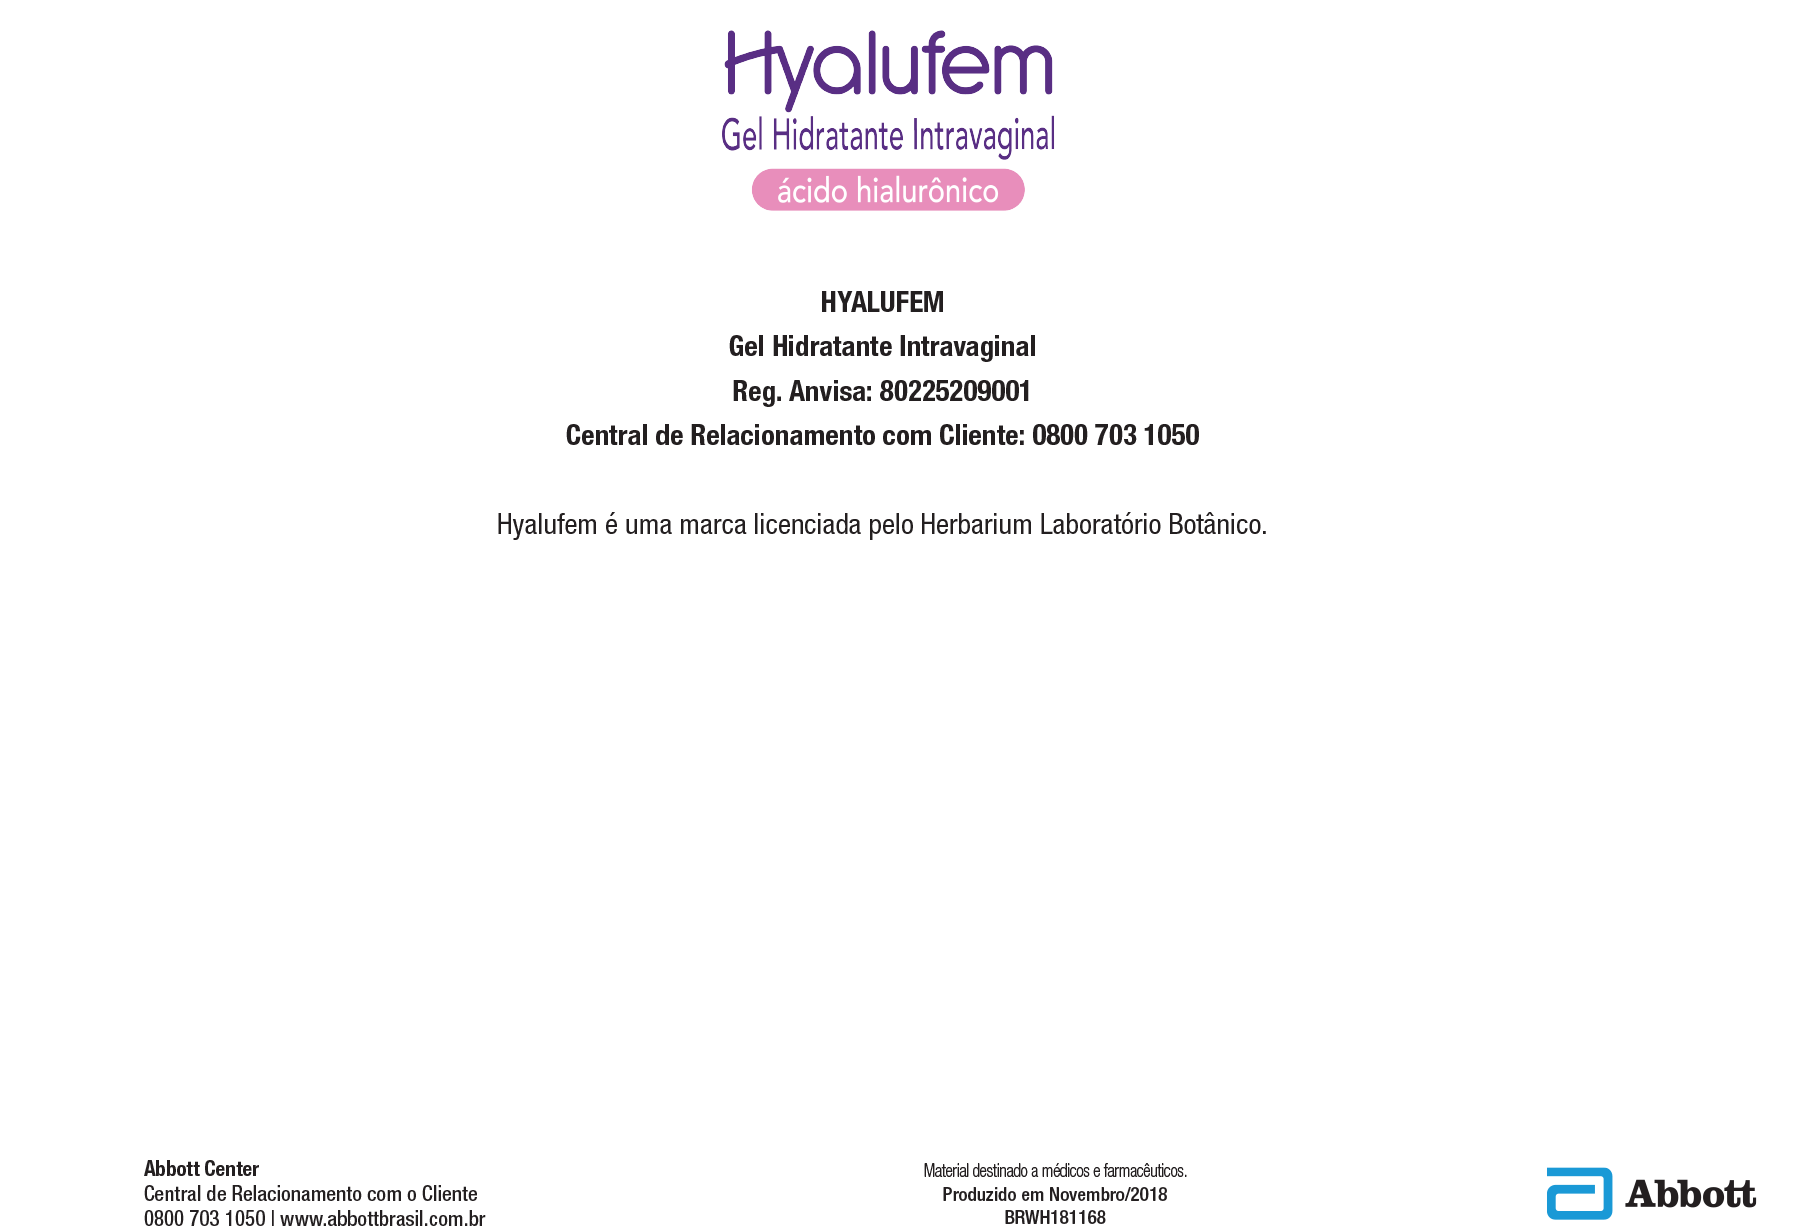 Hyalufem
Gel Hidratante Intravaginal
ácido hialurônico
HYALUFEM
Gel Hidratante Intravaginal
Reg. Anvisa: 80225209001
Central de Relacionamento com Cliente: 0800 703 1050
Hyalufem é uma marca licenciada pelo Herbarium Laboratório Botânico.
Abbott Center
Central de Relacionamento com o Cliente
0800 703 1050 | www.abbottbrasil.com.br
Material destinado a médicos e farmacêuticos.
Produzido em Novembro/2018
BRWH181168
Abbott